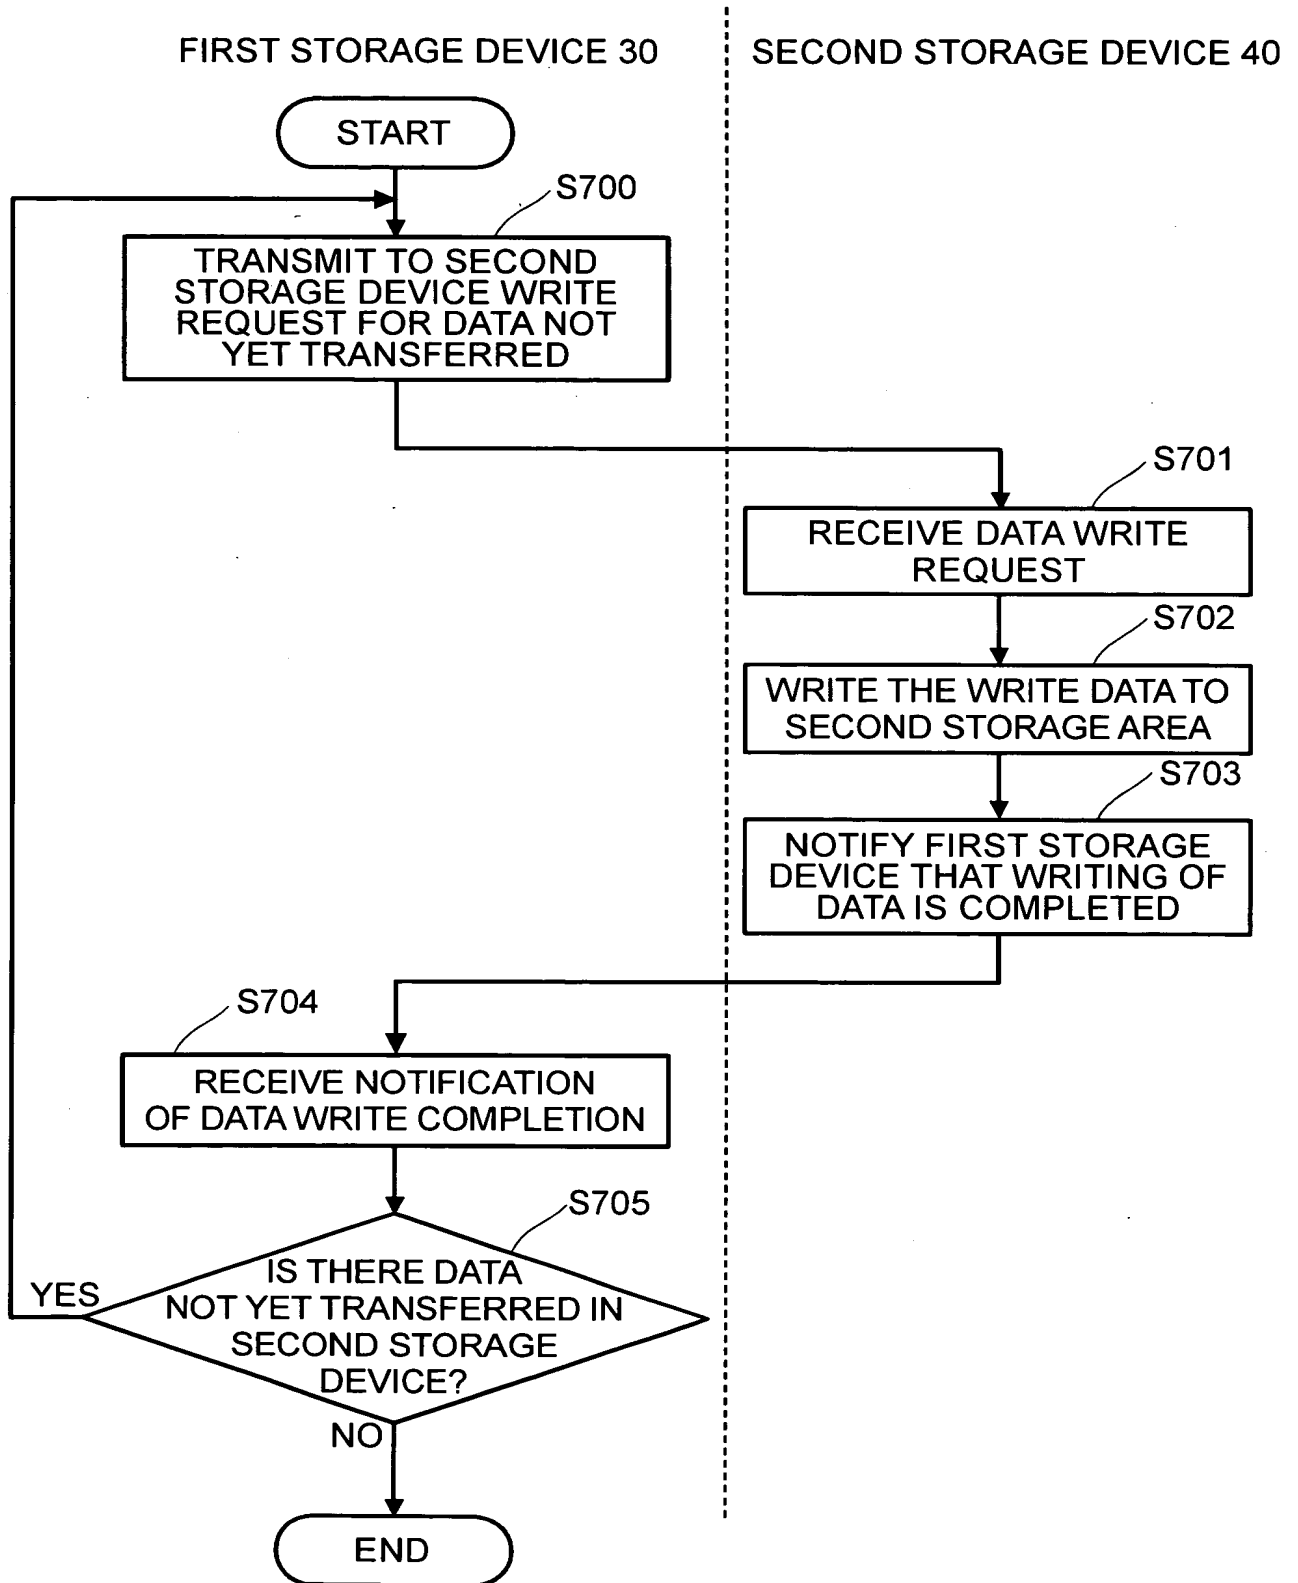 FIRST STORAGE DEVICE 30
SECOND STORAGE DEVICE 40
START
S700
TRANSMIT TO SECOND
STORAGE DEVICE WRITE
REQUEST FOR DATA NOT
YET TRANSFERRED
S701
RECEIVE DATA WRITE
REQUEST
S702
WRITE THE WRITE DATA TO
SECOND STORAGE AREA
S703
NOTIFY FIRST STORAGE
DEVICE THAT WRITING OF
DATA IS COMPLETED
S704
RECEIVE NOTIFICATION
OF DATA WRITE COMPLETION
S705
IS THERE DATA
NOT YET TRANSFERRED IN
SECOND STORAGE
DEVICE?
YES
NO
END